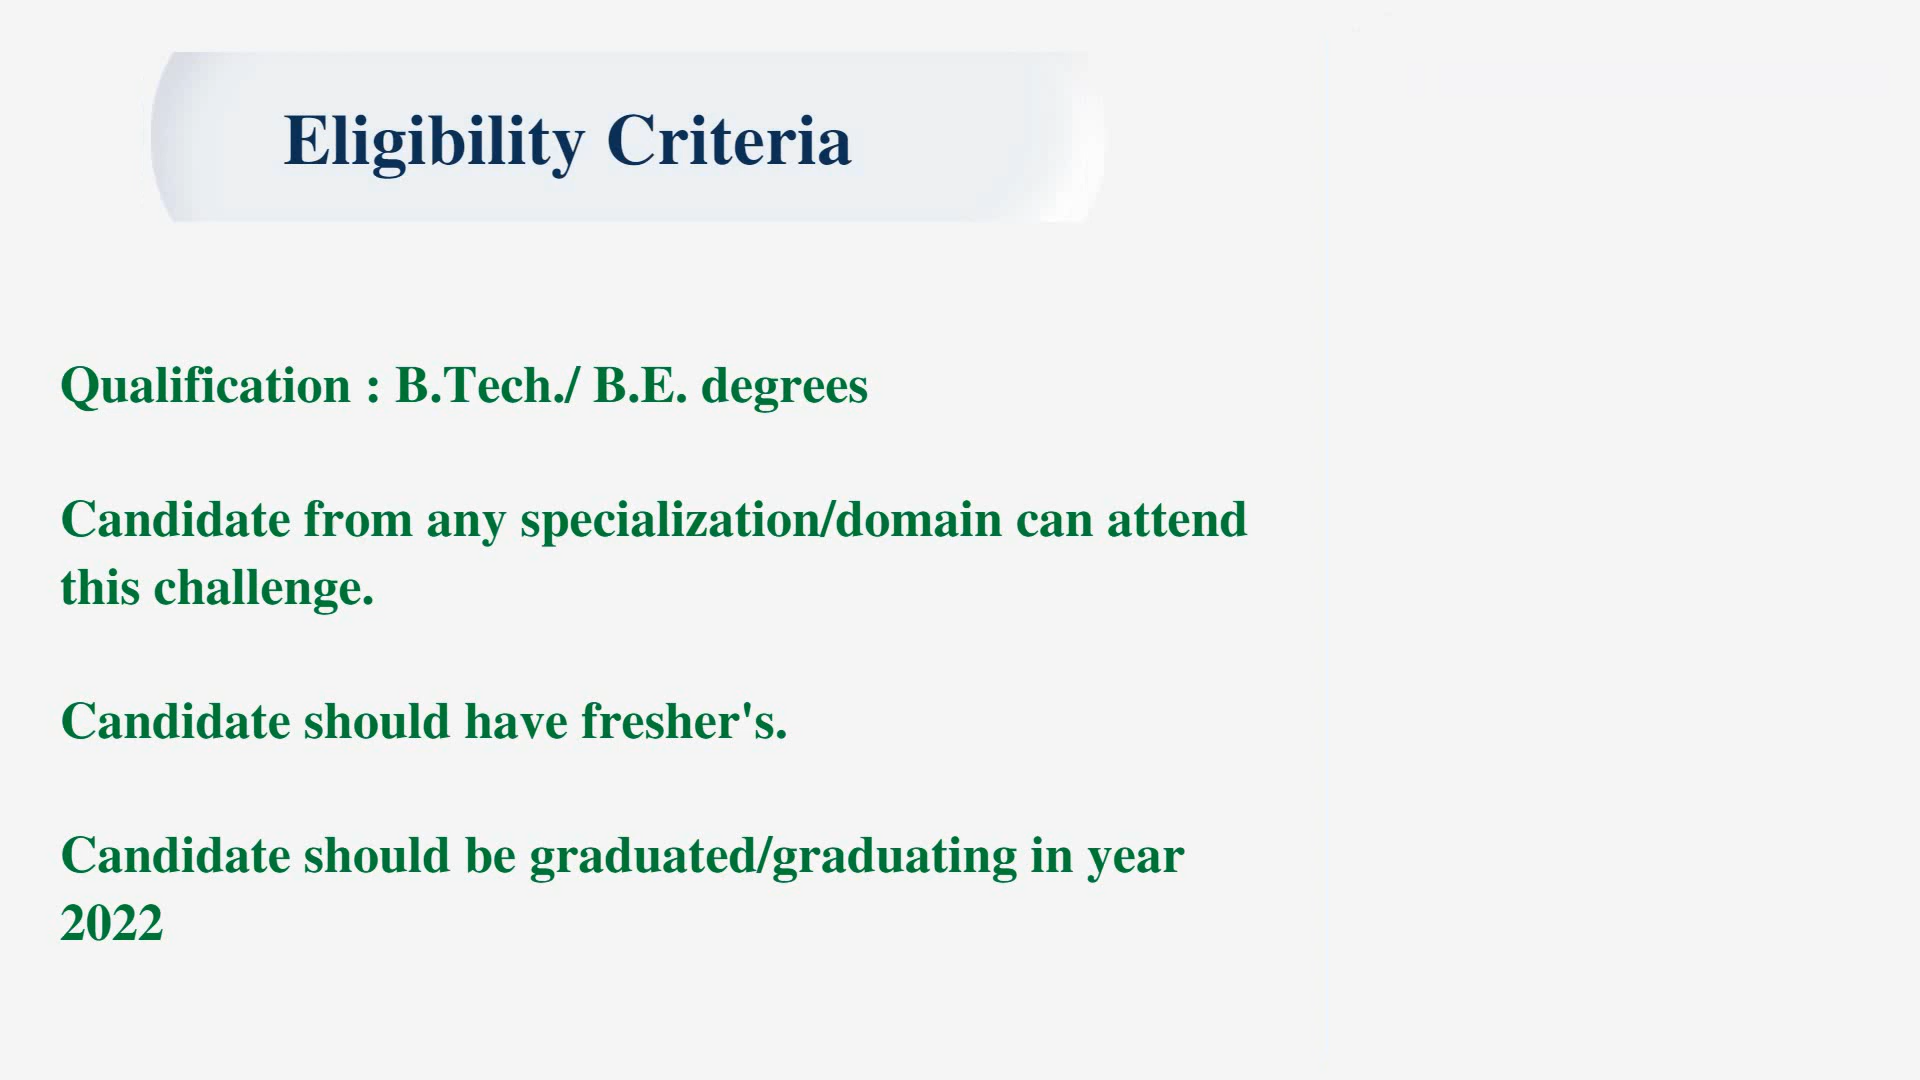 Eligibility Criteria
Qualification : B.Tech./ B.E. degrees
Candidate from any specialization/domain can attend
this challenge.
Candidate should have fresher's.
Candidate should be graduated/graduating in year
2022